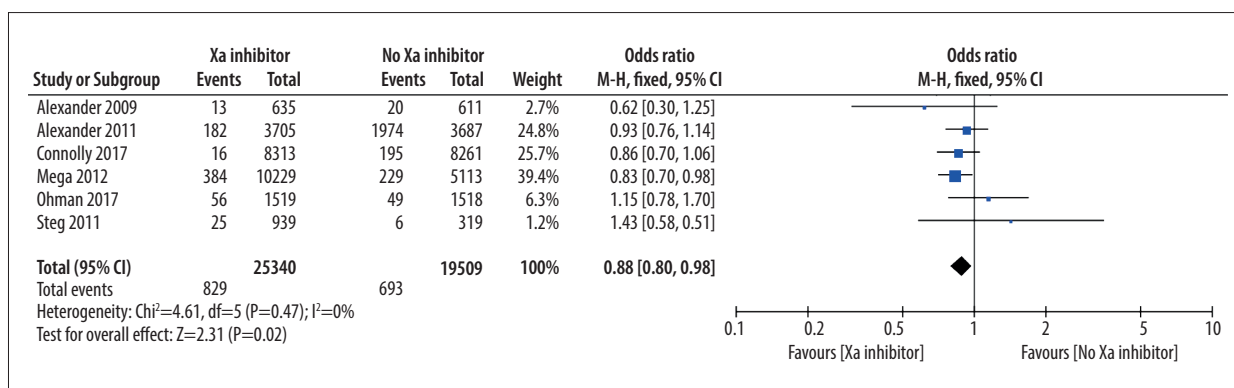 Xa inhibitor No Xa inhibitor Odds ratio Odds ratio
Study or Subgroup Events Total Events Total Weight M-H, fixed, 95% CI M-H, fixed, 95% CI
Alexander 2009 13 635 20 611 2.7% 0.62 [0.30, 1.25]
Alexander 2011 182 3705 1974 3687 24.8% 0.93 [0.76, 1.14]
Connolly 2017 16 8313 195 8261 25.7% 0.86 [0.70, 1.06]
Mega 2012 384 10229 229 5113 39.4% 0.83 [0.70, 0.98]
Ohman 2017 56 1519 49 1518 6.3% 1.15 [0.78, 1.70]
Steg 2011 25 939 6 319 1.2% 1.43 [0.58, 0.51]
Total (95% CI) 25340 19509 100% 0.88 [0.80, 0.98]
Total events 829 693
Heterogeneity: Chi²=4.61, df=5 (P=0.47); I²=0%
Test for overall effect: Z=2.31 (P=0.02)
0.1 0.2 0.5 1 2 5 10
Favours [Xa inhibitor] Favours [No Xa inhibitor]